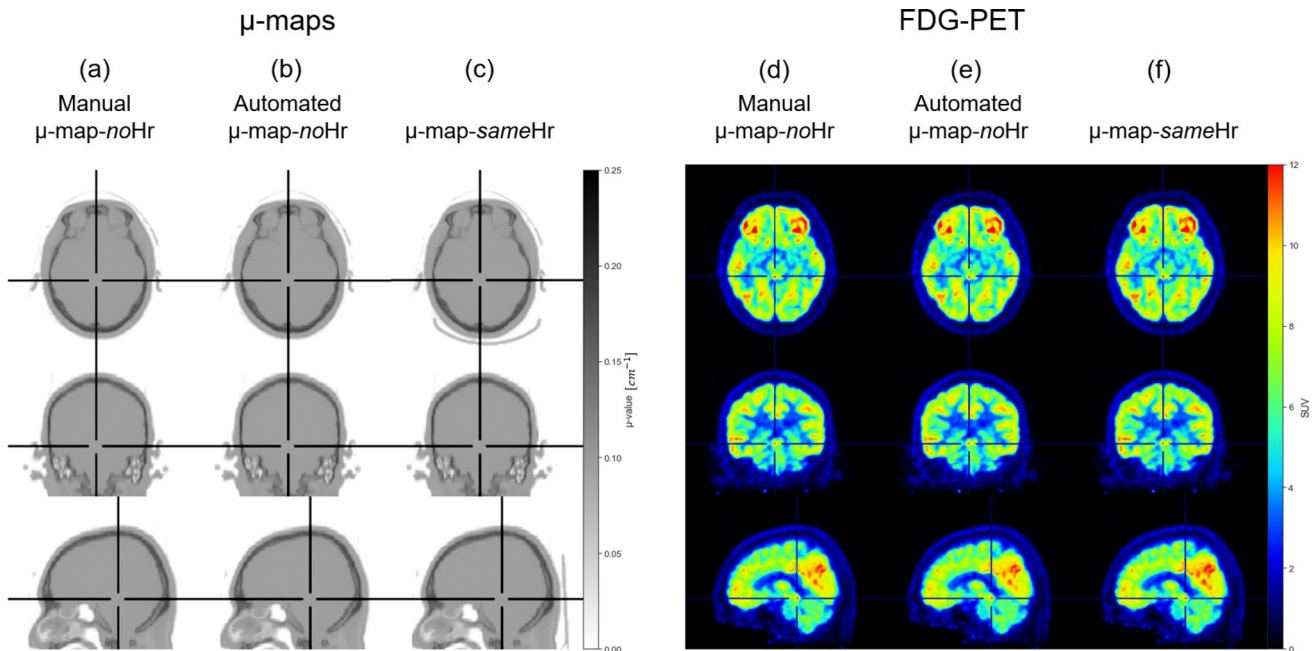 μ-maps
FDG-PET
(a)
(b)
(c)
(d)
(e)
(f)
Manual
μ-map-noHr
Automated
μ-map-noHr
μ-map-sameHr
Manual
μ-map-noHr
Automated
μ-map-noHr
μ-map-sameHr
0.25
0.20
0.15
0.10
0.05
0.00
μ-value [cm⁻¹]
12
10
8
6
4
2
0
SUV